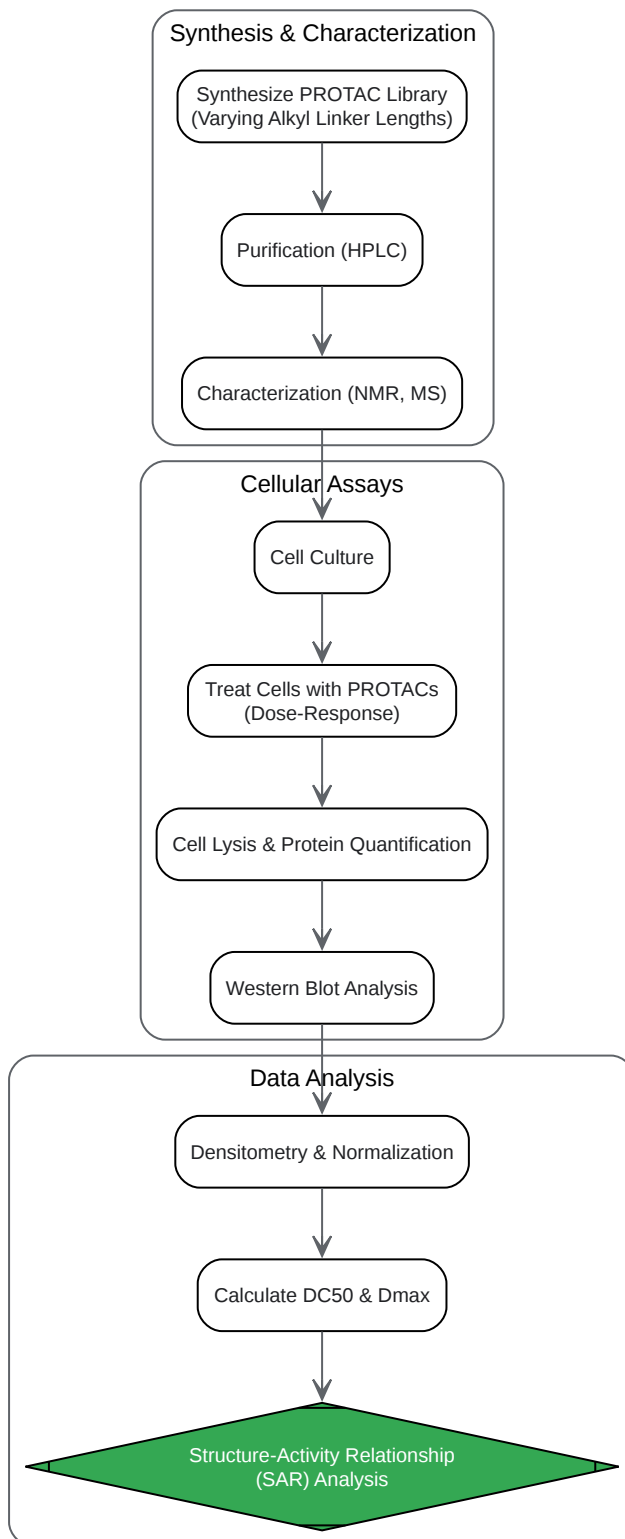 Synthesis & Characterization
Synthesize PROTAC Library
(Varying Alkyl Linker Lengths)
Purification (HPLC)
Characterization (NMR, MS)
Cellular Assays
Cell Culture
Treat Cells with PROTACs
(Dose-Response)
Cell Lysis & Protein Quantification
Western Blot Analysis
Data Analysis
Densitometry & Normalization
Calculate DC50 & Dmax
Structure-Activity Relationship
(SAR) Analysis